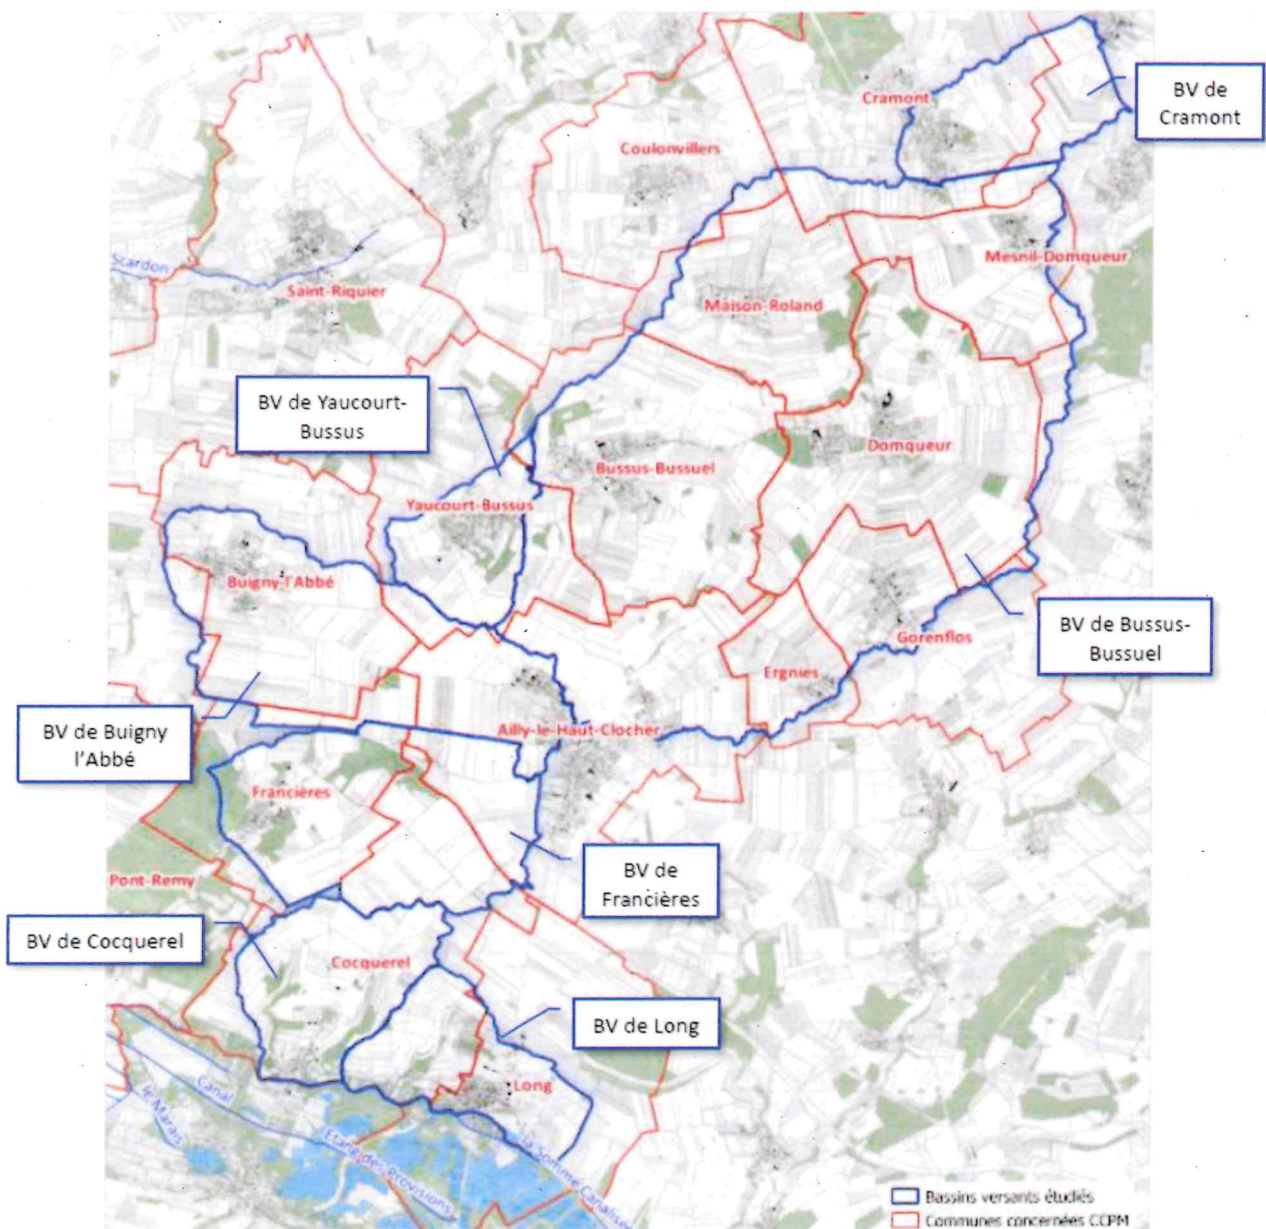 BV de
Cramont
Cramont
Coulonvillers
Mesnil-Domqueur
Scardon
Saint-Riquier
Maison-Roland
BV de Yaucourt-
Bussus
Domqueur
Bussus-Bussuel
Yaucourt-Bussus
Buigny-l'Abbé
BV de Bussus-
Bussuel
Gorenflos
Ergnies
BV de Buigny
l'Abbé
Ailly-le-Haut-Clocher
Francières
BV de
Francières
Pont-Remy
BV de Cocquerel
Cocquerel
BV de Long
Long
Canal
le Marais
Etang des Provisions
la Somme Canalisée
Bassins versants étudiés
Communes concernées CCPM